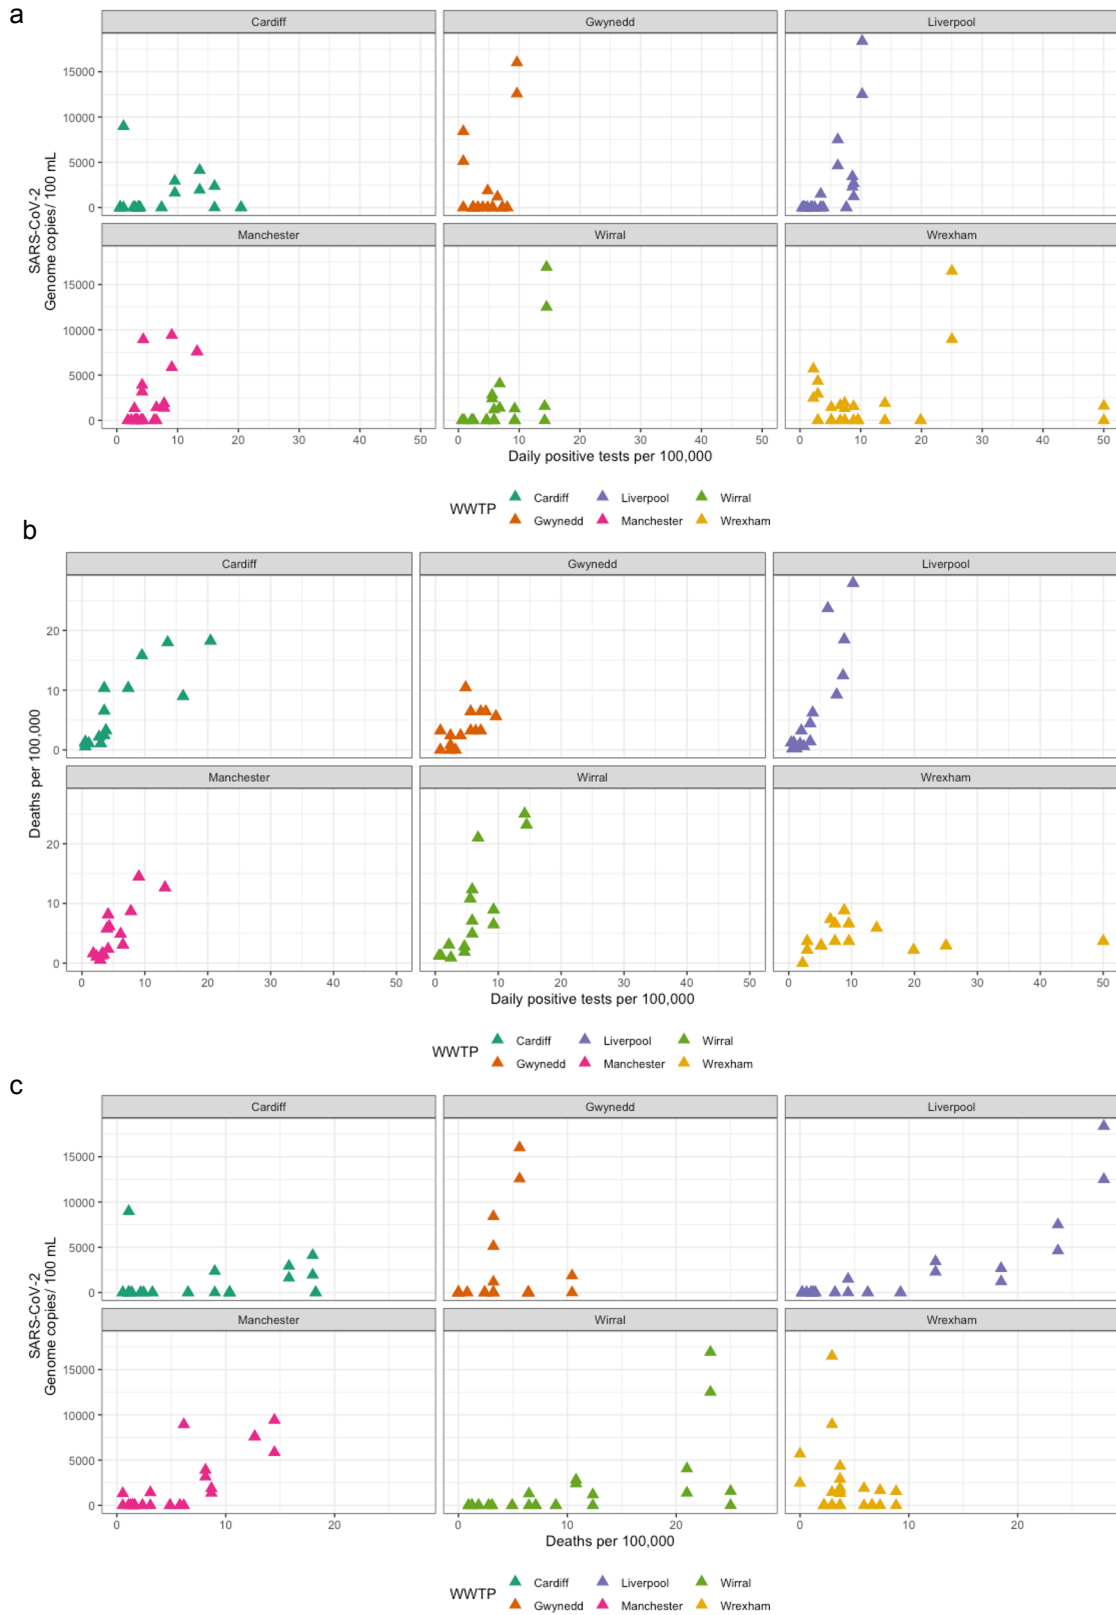 a
Cardiff Gwynedd Liverpool
15000
10000
5000
0
Manchester Wirral Wrexham
15000
10000
5000
0
SARS-CoV-2
Genome copies/ 100 mL
0 10 20 30 40 50 0 10 20 30 40 50 0 10 20 30 40 50
Daily positive tests per 100,000
WWTP
Cardiff Liverpool Wirral
Gwynedd Manchester Wrexham
b
Cardiff Gwynedd Liverpool
20
10
0
Manchester Wirral Wrexham
20
10
0
Deaths per 100,000
0 10 20 30 40 50 0 10 20 30 40 50 0 10 20 30 40 50
Daily positive tests per 100,000
WWTP
Cardiff Liverpool Wirral
Gwynedd Manchester Wrexham
c
Cardiff Gwynedd Liverpool
15000
10000
5000
0
Manchester Wirral Wrexham
15000
10000
5000
0
SARS-CoV-2
Genome copies/ 100 mL
0 10 20 0 10 20 0 10 20
Deaths per 100,000
WWTP
Cardiff Liverpool Wirral
Gwynedd Manchester Wrexham